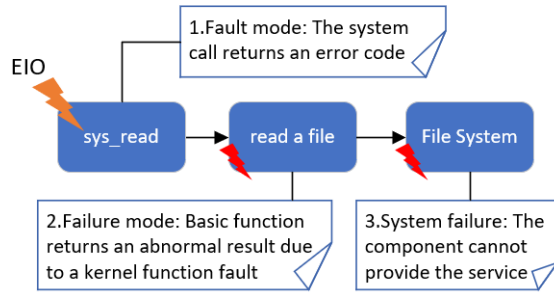 1.Fault mode: The system
call returns an error code
EIO
sys_read
read a file
File System
2.Failure mode: Basic function
returns an abnormal result due
to a kernel function fault
3.System failure: The
component cannot
provide the service